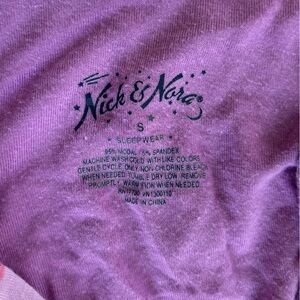 Nick & Nora®
S
★ SLEEPWEAR ★
95% MODAL / 5% SPANDEX
MACHINE WASH COLD WITH LIKE COLORS
GENTLE CYCLE ONLY NON-CHLORINE BLEACH
WHEN NEEDED TUMBLE DRY LOW REMOVE
PROMPTLY WARM IRON WHEN NEEDED
MADE IN CHINA